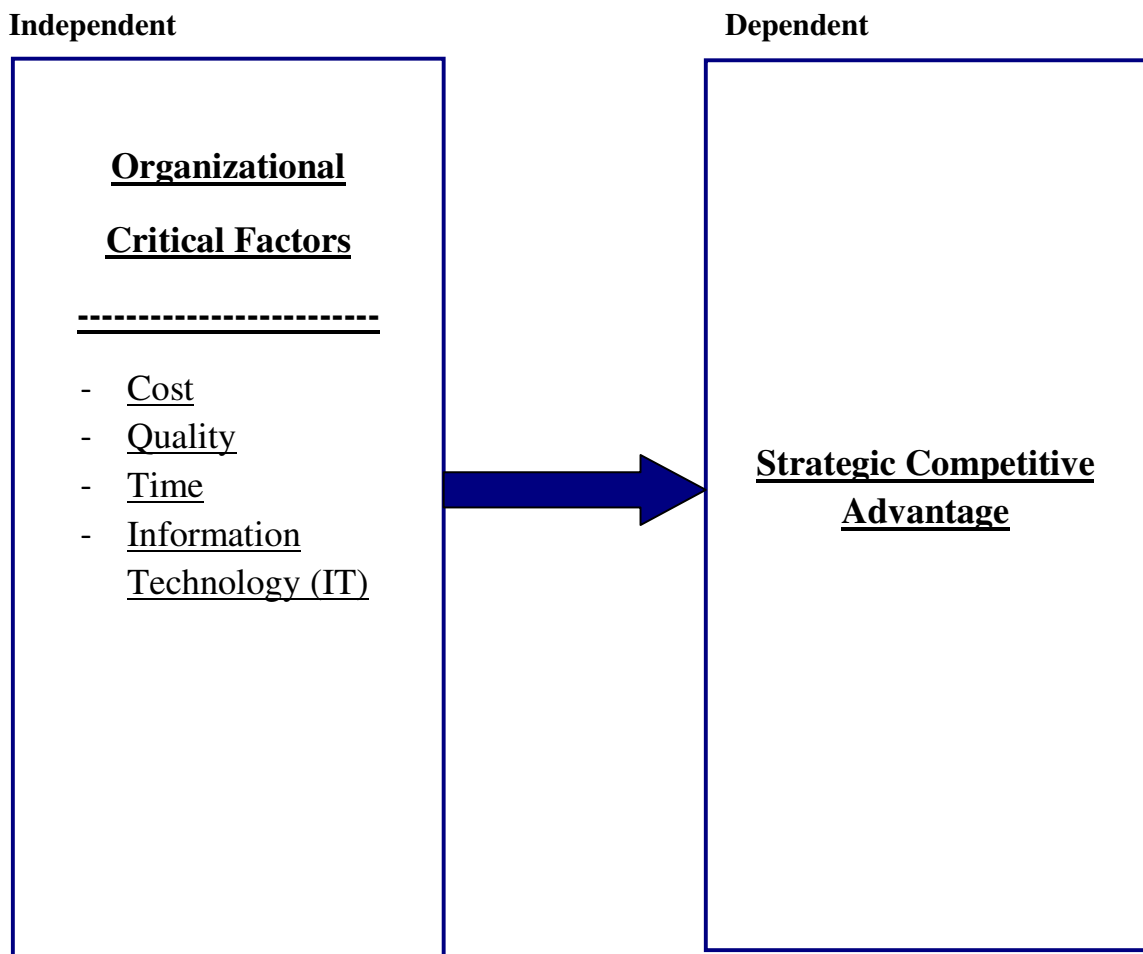 Independent
Dependent
Organizational
Critical Factors
-------------------------
- Cost
- Quality
- Time
- Information
Technology (IT)
Strategic Competitive
Advantage